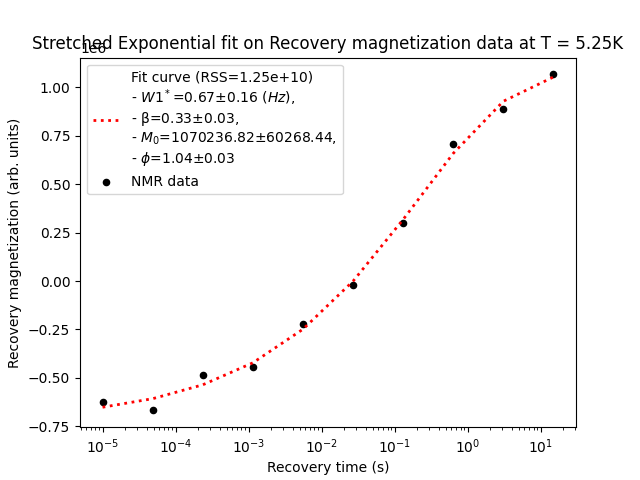 Stretched Exponential fit on Recovery magnetization data at T = 5.25K
1e6
Fit curve (RSS=1.25e+10)
- W1*=0.67±0.16 (Hz),
- β=0.33±0.03,
- M₀=1070236.82±60268.44,
- ϕ=1.04±0.03
NMR data
Recovery magnetization (arb. units)
1.00
0.75
0.50
0.25
0.00
−0.25
−0.50
−0.75
10⁻⁵ 10⁻⁴ 10⁻³ 10⁻² 10⁻¹ 10⁰ 10¹
Recovery time (s)